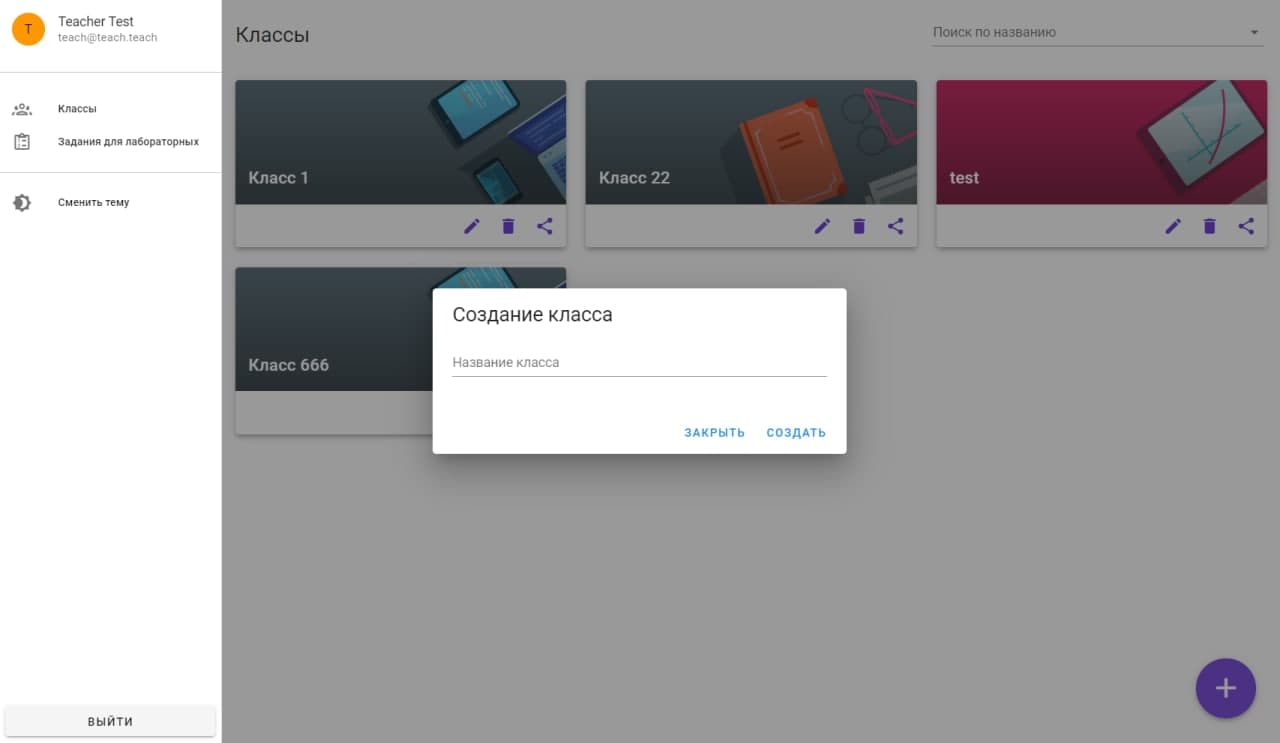 T
Teacher Test
teach@teach.teach
Классы
Задания для лабораторных
Сменить тему
ВЫЙТИ
Классы
Поиск по названию
Класс 1
Класс 22
test
Класс 666
Создание класса
Название класса
ЗАКРЫТЬ СОЗДАТЬ